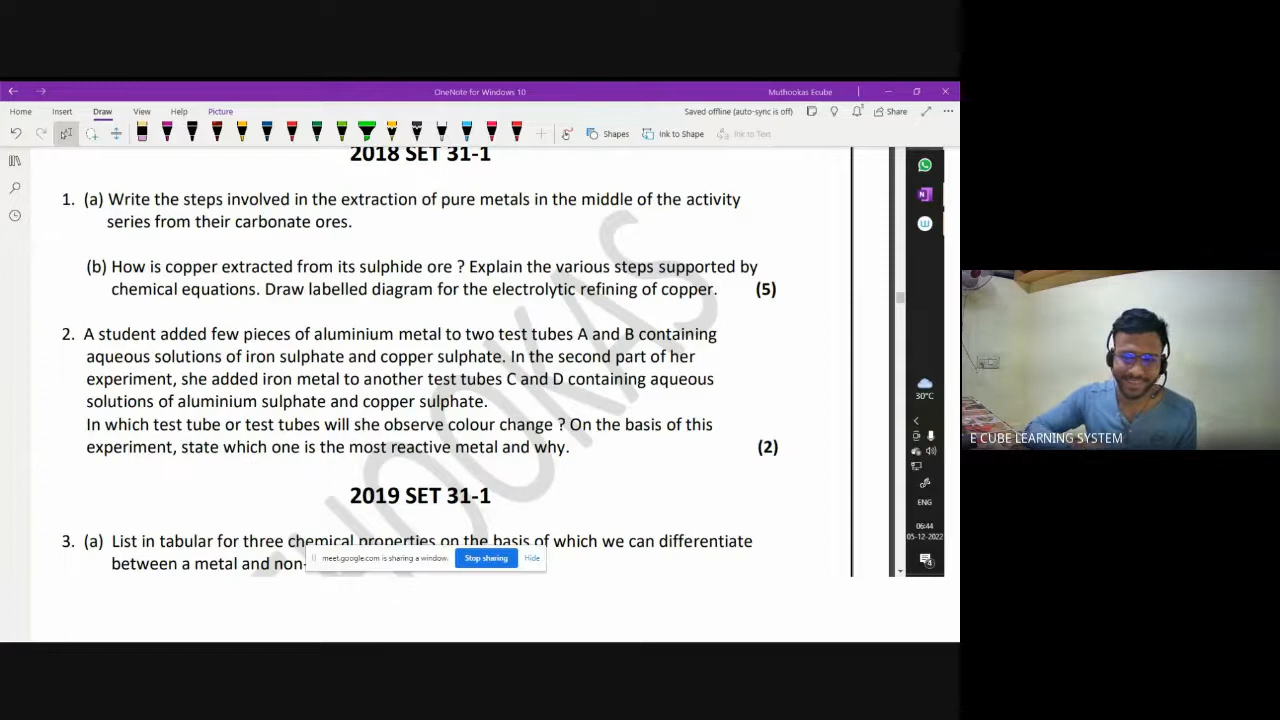 OneNote for Windows 10
Muthookas Ecube
Home Insert Draw View Help Picture
Saved offline (auto-sync is off)
Share
Shapes
Ink to Shape
Ink to Text
2018 SET 31-1
1. (a) Write the steps involved in the extraction of pure metals in the middle of the activity
series from their carbonate ores.
(b) How is copper extracted from its sulphide ore ? Explain the various steps supported by
chemical equations. Draw labelled diagram for the electrolytic refining of copper. (5)
2. A student added few pieces of aluminium metal to two test tubes A and B containing
aqueous solutions of iron sulphate and copper sulphate. In the second part of her
experiment, she added iron metal to another test tubes C and D containing aqueous
solutions of aluminium sulphate and copper sulphate.
In which test tube or test tubes will she observe colour change ? On the basis of this
experiment, state which one is the most reactive metal and why. (2)
2019 SET 31-1
3. (a) List in tabular for three chemical properties on the basis of which we can differentiate
between a metal and non-
meet.google.com is sharing a window.
Stop sharing
Hide
30°C
ENG
06:44
05-12-2022
4
E CUBE LEARNING SYSTEM